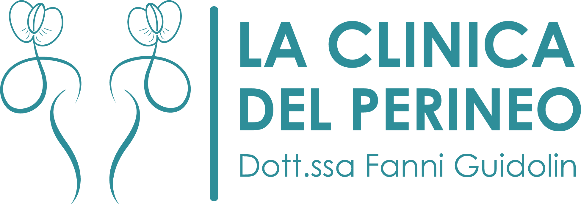 LA CLINICA
DEL PERINEO
Dott.ssa Fanni Guidolin